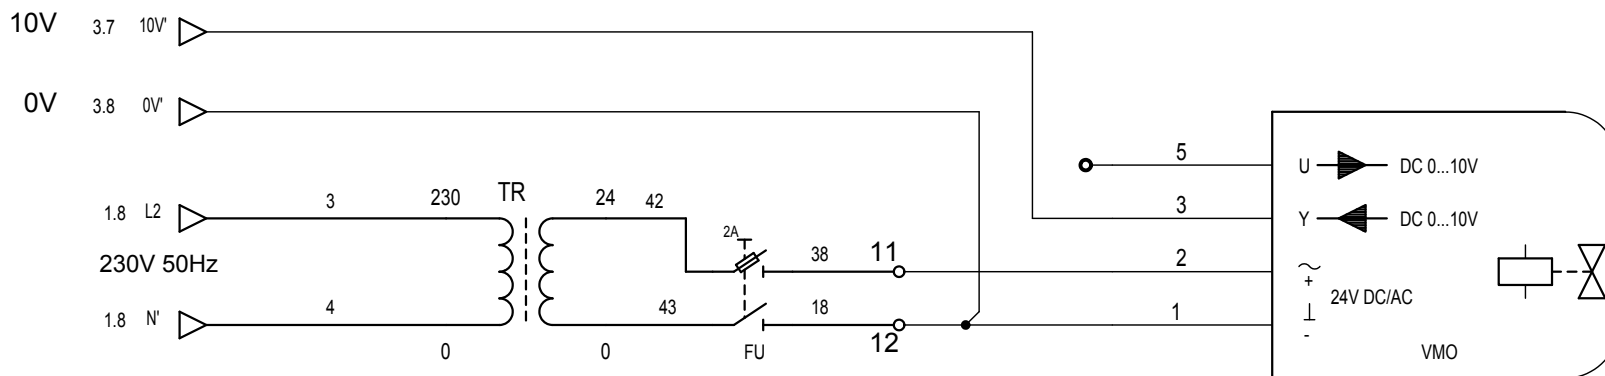 10V 3.7 10V'
0V 3.8 0V'
5 U DC 0...10V
1.8 L2 3 230 TR 24 42 3 Y DC 0...10V
2A
230V 50Hz 38 11 2 ~
+
24V DC/AC
1.8 N' 4 43 18 12 1 ⊥
-
0 0 FU VMO